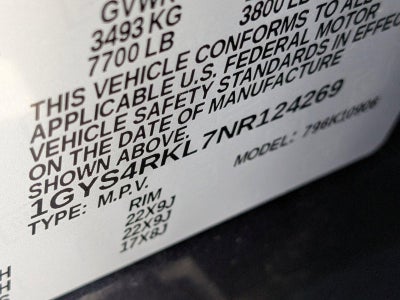 GVWR
3493 KG 3800 LB
7700 LB
THIS VEHICLE CONFORMS TO ALL
APPLICABLE U.S. FEDERAL MOTOR
VEHICLE SAFETY STANDARDS IN EFFECT
ON THE DATE OF MANUFACTURE
SHOWN ABOVE.
1GYS4RKL7NR124269
TYPE: M.P.V. MODEL:
RIM
22X9J
22X9J
17X8J
H
H